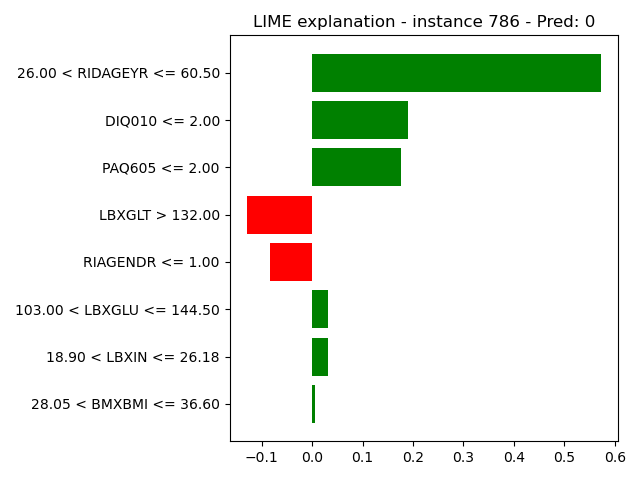 LIME explanation - instance 786 - Pred: 0
26.00 < RIDAGEYR <= 60.50
DIQ010 <= 2.00
PAQ605 <= 2.00
LBXGLT > 132.00
RIAGENDR <= 1.00
103.00 < LBXGLU <= 144.50
18.90 < LBXIN <= 26.18
28.05 < BMXBMI <= 36.60
−0.1 0.0 0.1 0.2 0.3 0.4 0.5 0.6